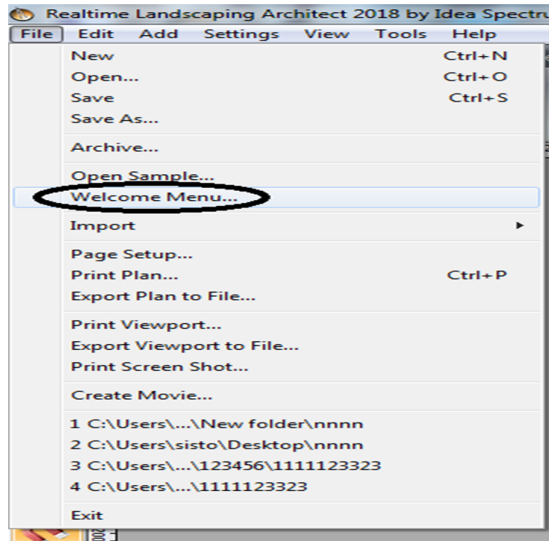 Realtime Landscaping Architect 2018 by Idea Spectru
File Edit Add Settings View Tools Help
New Ctrl+N
Open... Ctrl+O
Save Ctrl+S
Save As...
Archive...
Open Sample...
Welcome Menu...
Import
Page Setup...
Print Plan... Ctrl+P
Export Plan to File...
Print Viewport...
Export Viewport to File...
Print Screen Shot...
Create Movie...
1 C:\Users\...\New folder\nnnn
2 C:\Users\sisto\Desktop\nnnn
3 C:\Users\...\123456\1111123323
4 C:\Users\...\1111123323
Exit